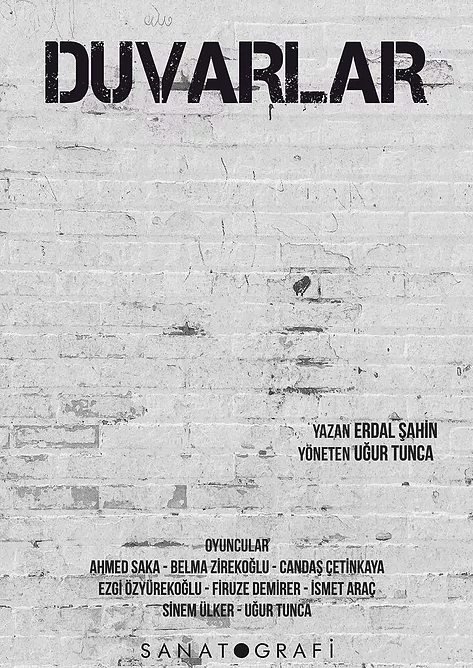 DUVARLAR
YAZAN ERDAL ŞAHİN
YÖNETEN UĞUR TUNCA
OYUNCULAR
AHMED SAKA - BELMA ZİREKOĞLU - CANDAŞ ÇETİNKAYA
EZGİ ÖZYÜREKOĞLU - FİRUZE DEMİRER - İSMET ARAÇ
SİNEM ÜLKER - UĞUR TUNCA
SANATOGRAFİ